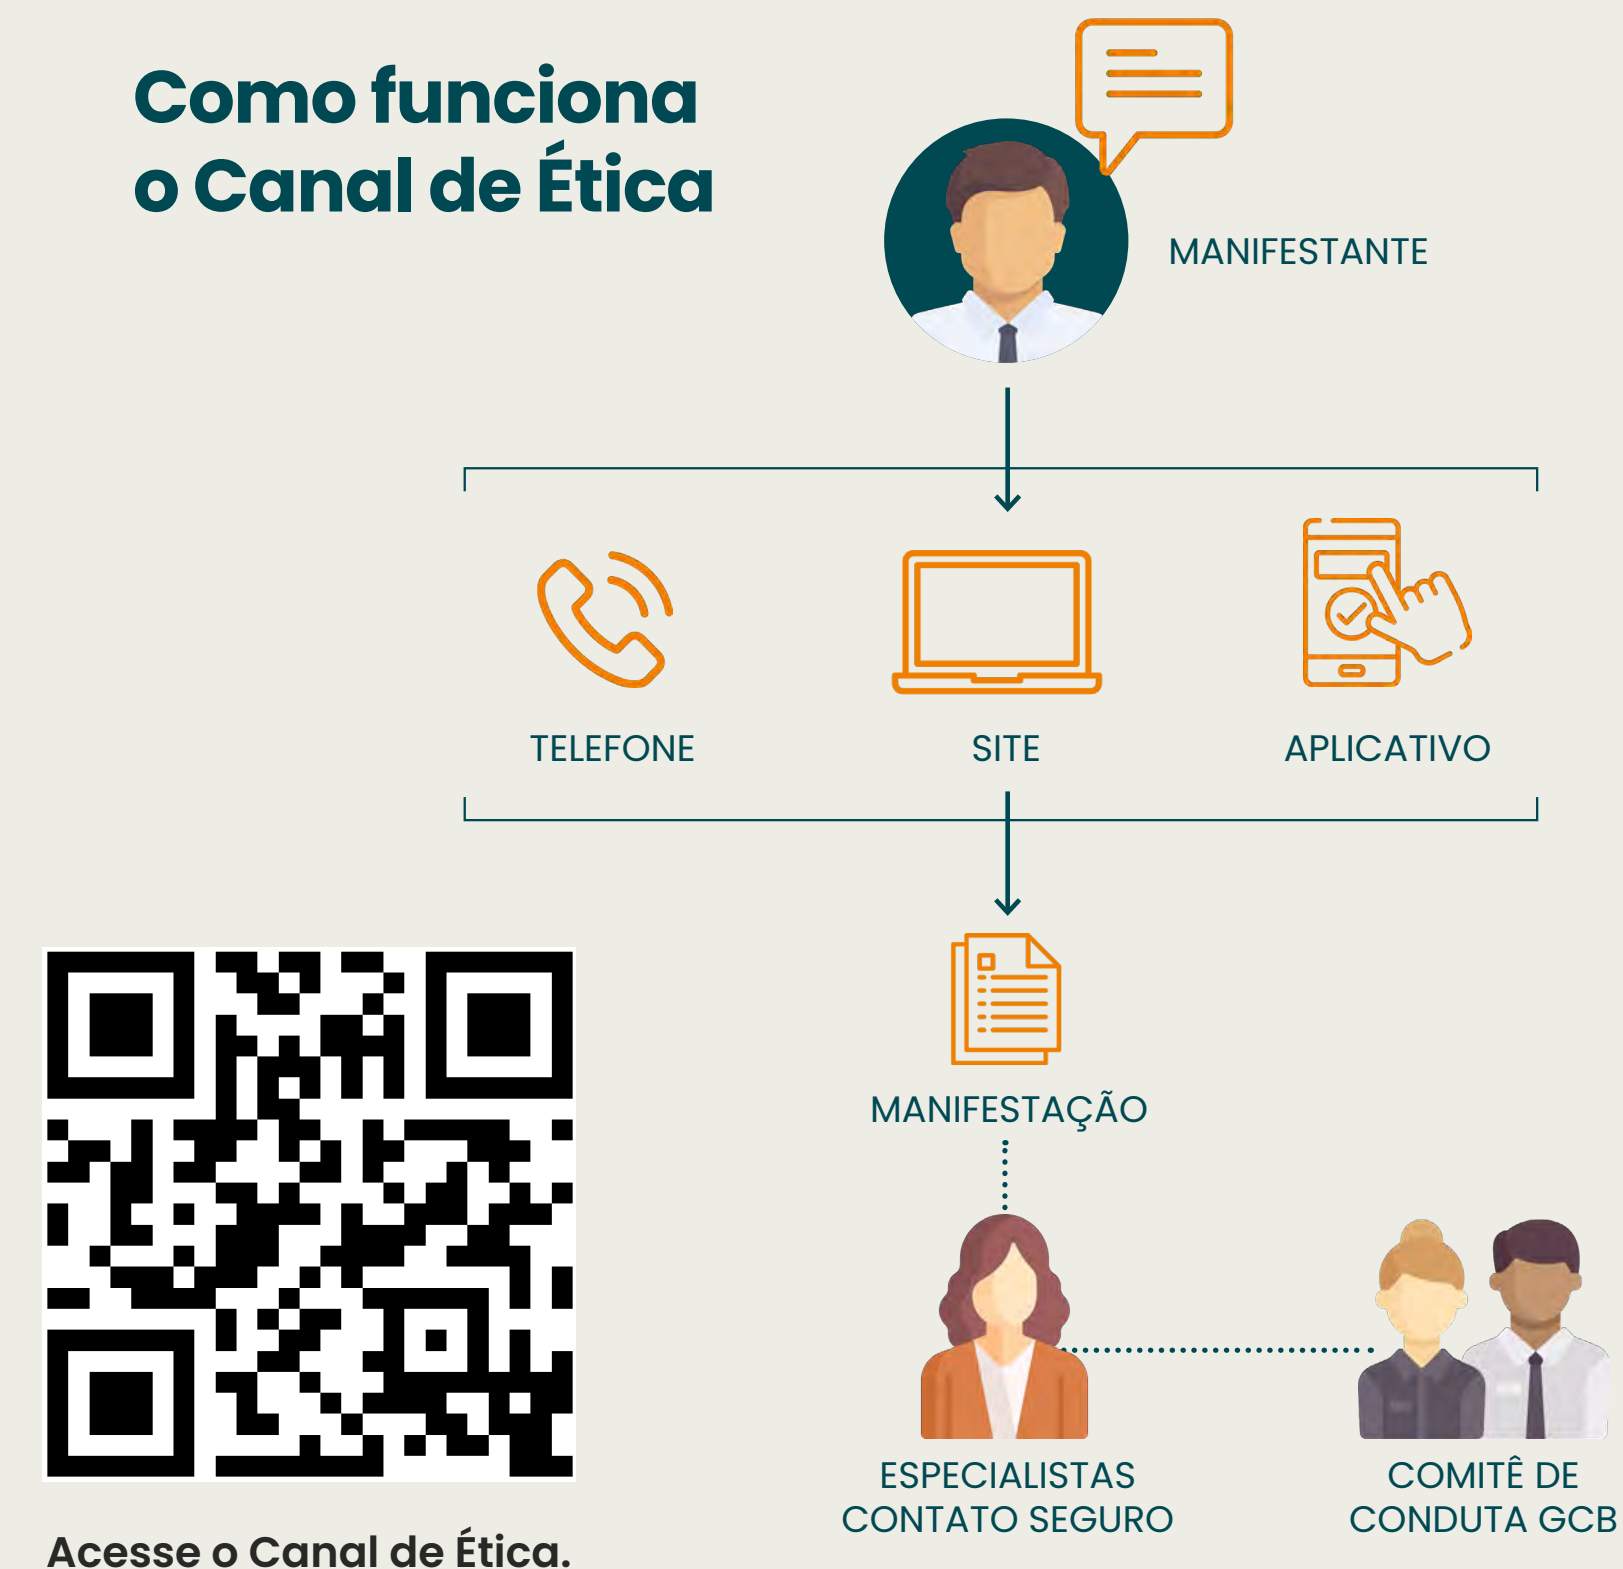 Como funciona
o Canal de Ética
MANIFESTANTE
TELEFONE
SITE
APLICATIVO
MANIFESTAÇÃO
ESPECIALISTAS
CONTATO SEGURO
COMITÊ DE
CONDUTA GCB
Acesse o Canal de Ética.